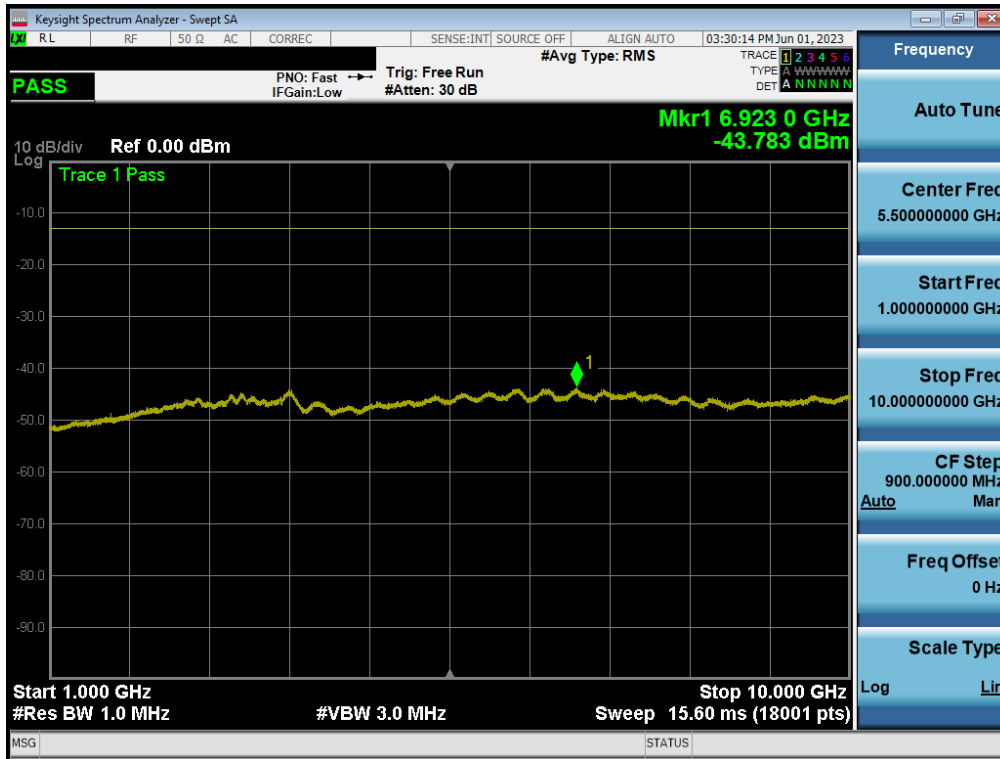 Keysight Spectrum Analyzer - Swept SA
LXI RL RF 50 Ω AC CORREC SENSE:INT SOURCE OFF ALIGN AUTO 03:30:14 PM Jun 01, 2023
PASS
PNO: Fast
IFGain:Low
Trig: Free Run
#Atten: 30 dB
#Avg Type: RMS
TRACE 1 2 3 4 5 6
TYPE A WWWWW
DET A N N N N N
Mkr1 6.923 0 GHz
-43.783 dBm
10 dB/div Ref 0.00 dBm
Log
Trace 1 Pass
-10.0
-20.0
-30.0
-40.0
-50.0
-60.0
-70.0
-80.0
-90.0
1
Start 1.000 GHz Stop 10.000 GHz
#Res BW 1.0 MHz #VBW 3.0 MHz Sweep 15.60 ms (18001 pts)
MSG STATUS
Frequency
Auto Tune
Center Freq
5.500000000 GHz
Start Freq
1.000000000 GHz
Stop Freq
10.000000000 GHz
CF Step
900.000000 MHz
Auto Man
Freq Offset
0 Hz
Scale Type
Log Lin